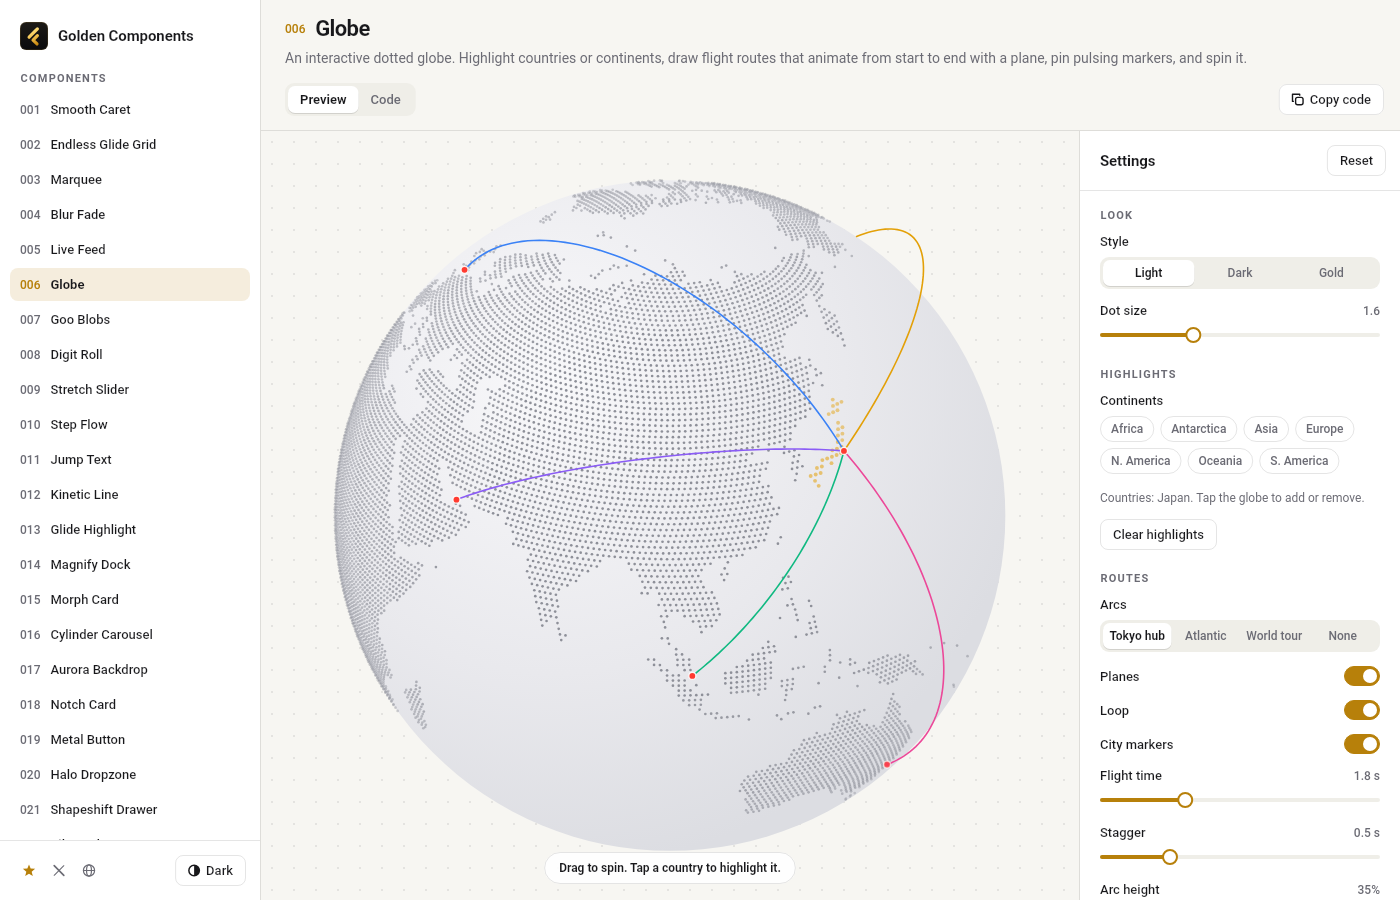 Golden Components
COMPONENTS
001 Smooth Caret
002 Endless Glide Grid
003 Marquee
004 Blur Fade
005 Live Feed
006 Globe
007 Goo Blobs
008 Digit Roll
009 Stretch Slider
010 Step Flow
011 Jump Text
012 Kinetic Line
013 Glide Highlight
014 Magnify Dock
015 Morph Card
016 Cylinder Carousel
017 Aurora Backdrop
018 Notch Card
019 Metal Button
020 Halo Dropzone
021 Shapeshift Drawer
Dark
006 Globe
An interactive dotted globe. Highlight countries or continents, draw flight routes that animate from start to end with a plane, pin pulsing markers, and spin it.
Preview Code
Copy code
Drag to spin. Tap a country to highlight it.
Settings
Reset
LOOK
Style
Light Dark Gold
Dot size 1.6
HIGHLIGHTS
Continents
Africa Antarctica Asia Europe
N. America Oceania S. America
Countries: Japan. Tap the globe to add or remove.
Clear highlights
ROUTES
Arcs
Tokyo hub Atlantic World tour None
Planes
Loop
City markers
Flight time 1.8 s
Stagger 0.5 s
Arc height 35%